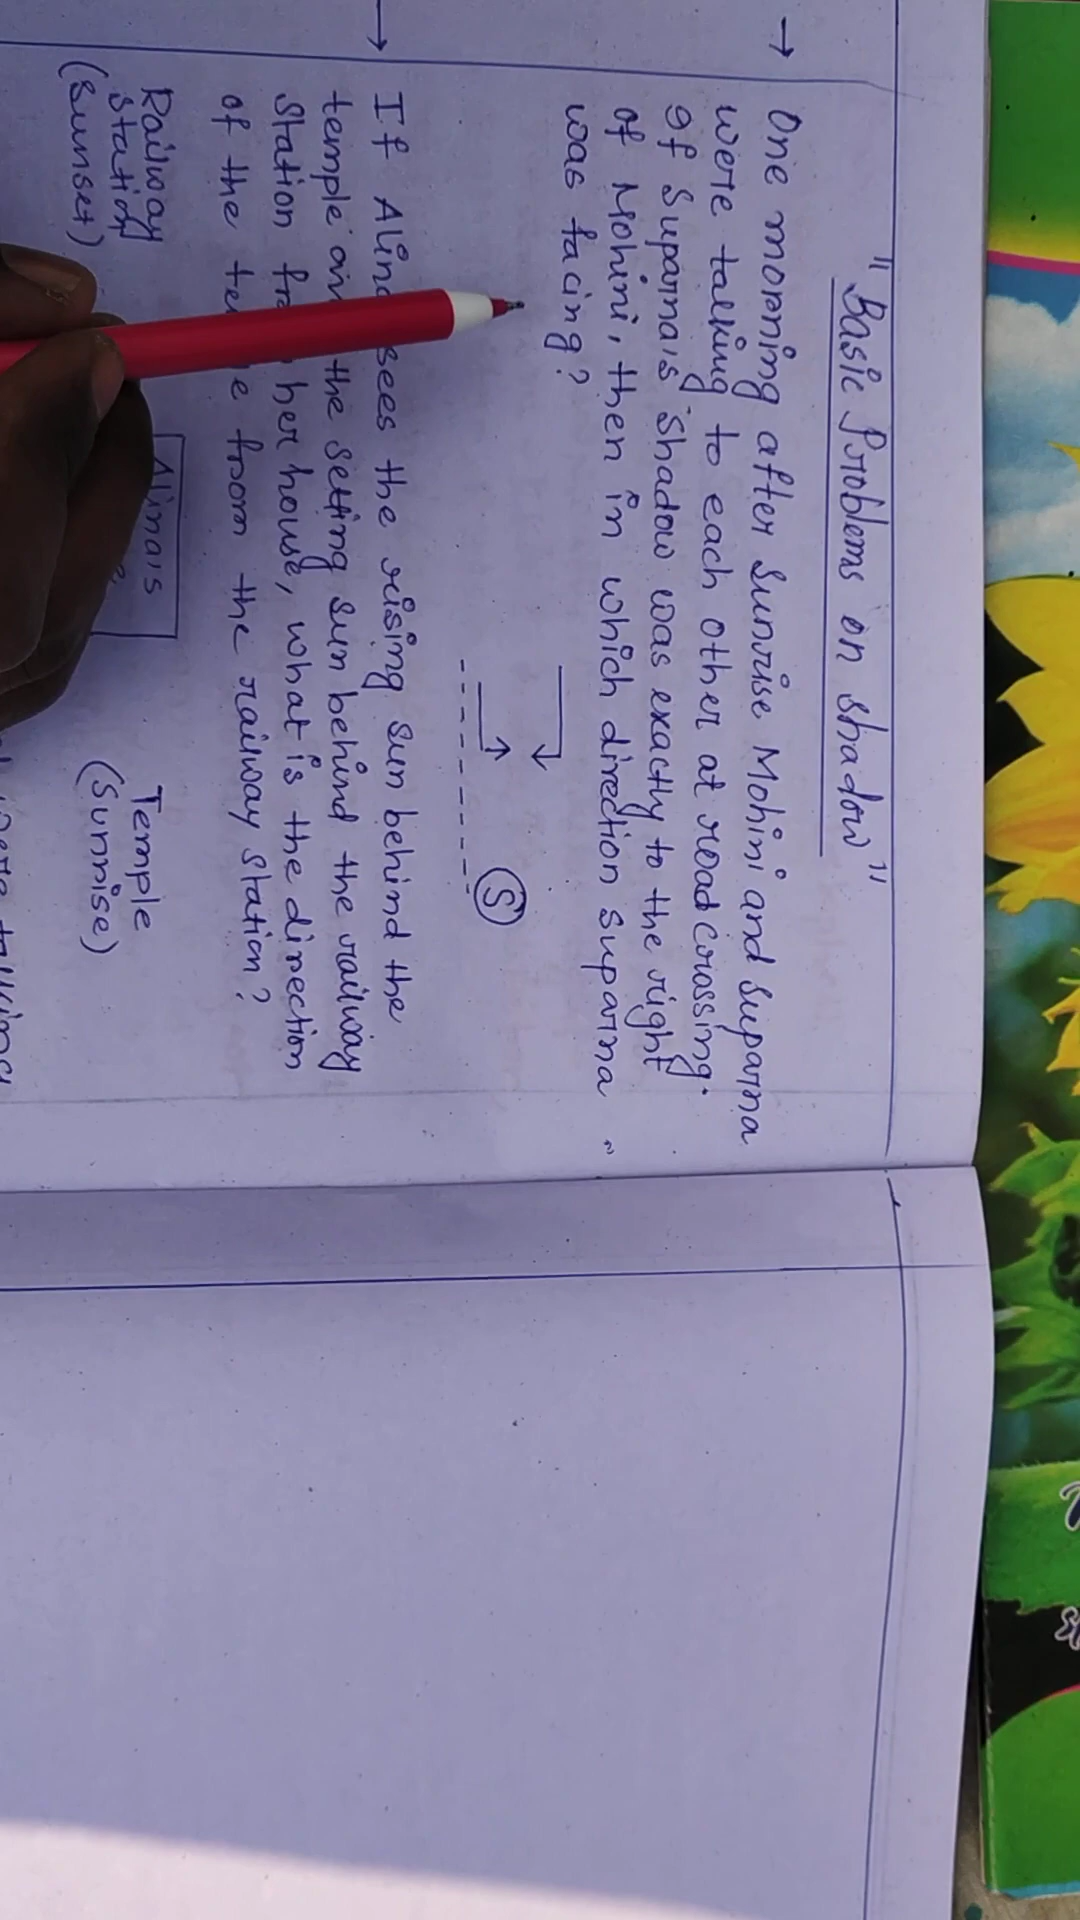 "Basic Problems on shadow"
→ One morning after sunrise Mohini and Suparna
were talking to each other at road crossing.
If Suparna's shadow was exactly to the right
of Mohini, then in which direction Suparna
was facing?
S
→ If Alina sees the rising sun behind the
temple the setting sun behind the railway
station her house, what is the direction
of the from the railway station?
Railway
station
(sunset)
Alina's
Temple
(sunrise)